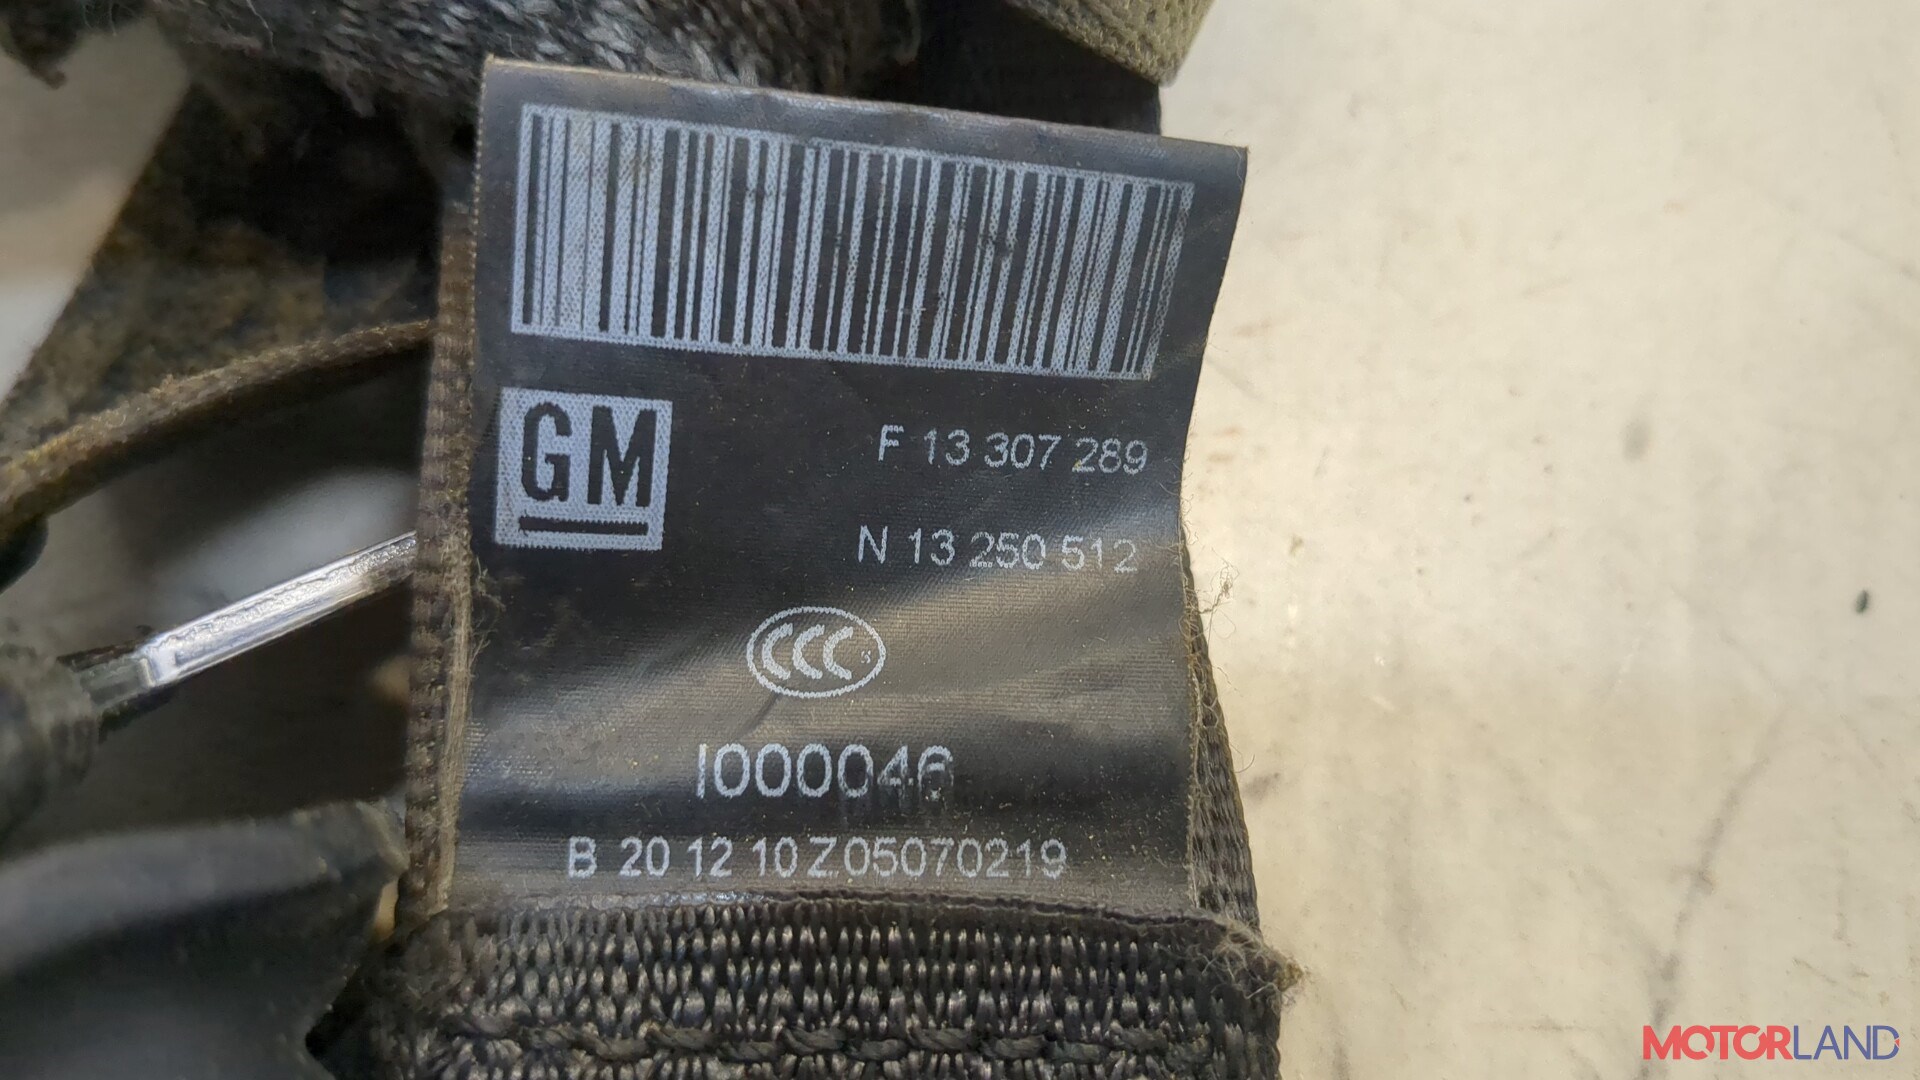 GM
F 13 307 289
N 13 250 512
CCC S
I000046
B 20 12 10 Z 05070219
MOTORLAND